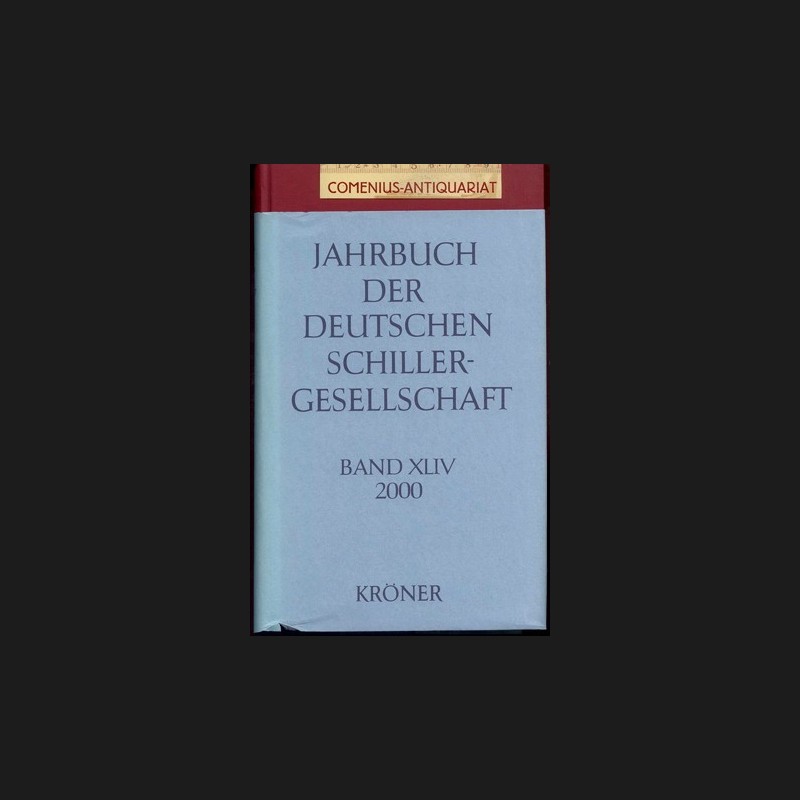 COMENIUS-ANTIQUARIAT
JAHRBUCH
DER
DEUTSCHEN
SCHILLER-
GESELLSCHAFT
BAND XLIV
2000
KRÖNER